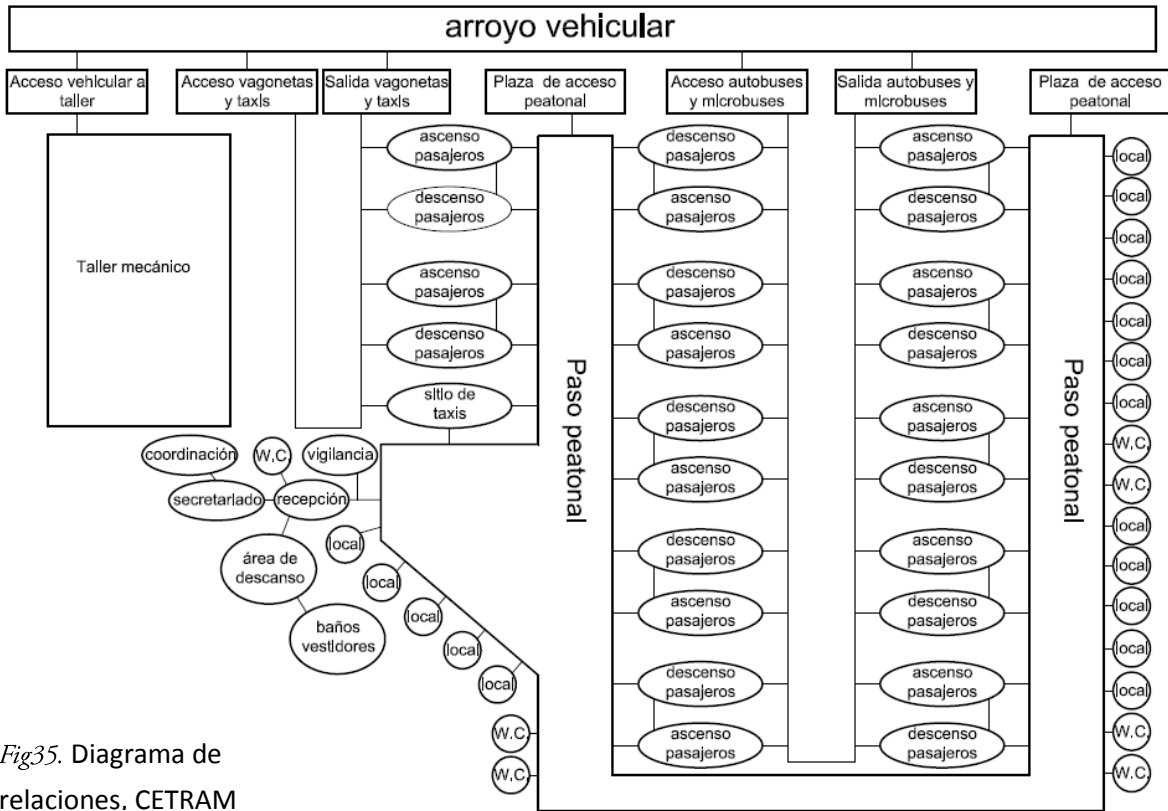 arroyo vehicular
Acceso vehicular a
taller
Acceso vagonetas
y taxis
Salida vagonetas
y taxis
Plaza de acceso
peatonal
Acceso autobuses
y microbuses
Salida autobuses y
microbuses
Plaza de acceso
peatonal
Taller mecánico
ascenso
pasajeros
descenso
pasajeros
ascenso
pasajeros
descenso
pasajeros
sitio de
taxis
coordinación
W.C.
vigilancia
secretariado
recepción
área de
descanso
baños
vestidores
local
local
local
local
local
W.C.
W.C.
Paso peatonal
descenso
pasajeros
ascenso
pasajeros
descenso
pasajeros
ascenso
pasajeros
descenso
pasajeros
ascenso
pasajeros
descenso
pasajeros
ascenso
pasajeros
descenso
pasajeros
ascenso
pasajeros
ascenso
pasajeros
descenso
pasajeros
ascenso
pasajeros
descenso
pasajeros
ascenso
pasajeros
descenso
pasajeros
ascenso
pasajeros
descenso
pasajeros
ascenso
pasajeros
descenso
pasajeros
Paso peatonal
local
local
local
local
local
local
local
W.C.
W.C.
local
local
local
local
local
W.C.
W.C.
Fig35. Diagrama de
relaciones, CETRAM